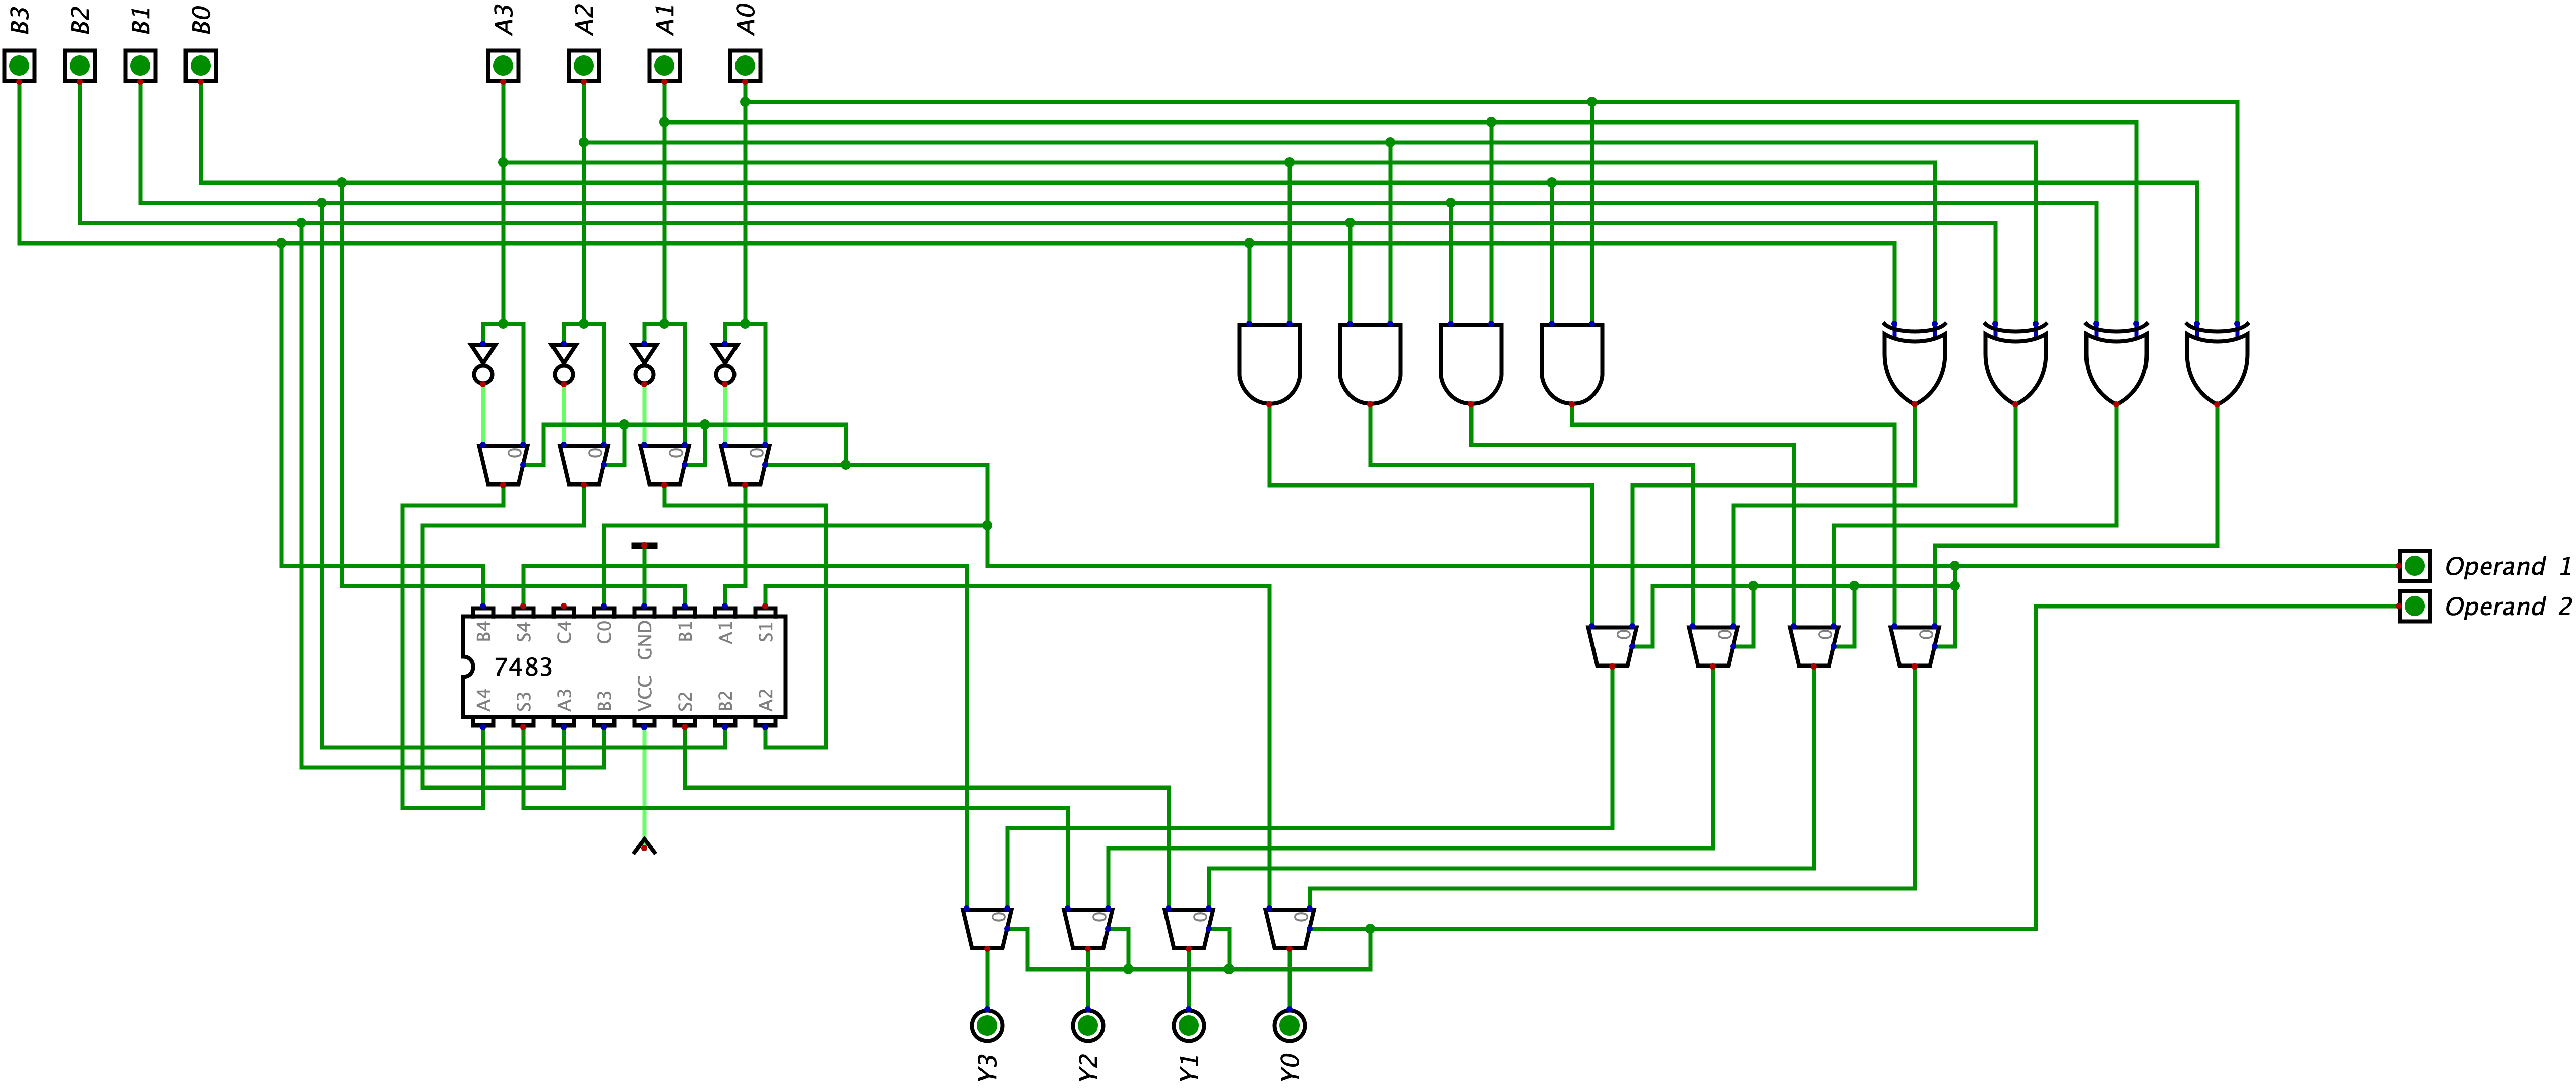 B3 B2 B1 B0 A3 A2 A1 A0
0 0 0 0
Operand 1
Operand 2
B4 S4 C4 C0 GND B1 A1 S1
0 0 0 0
7483
A4 S3 A3 B3 VCC S2 B2 A2
0 0 0 0
Y3 Y2 Y1 Y0